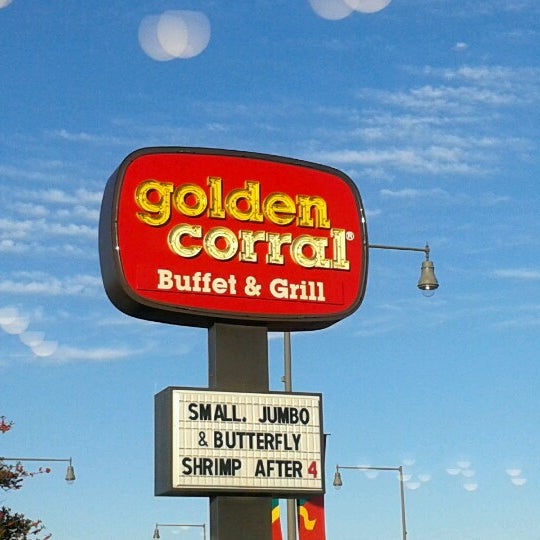 golden
corral®
Buffet & Grill
SMALL. JUMBO
& BUTTERFLY
SHRIMP AFTER 4